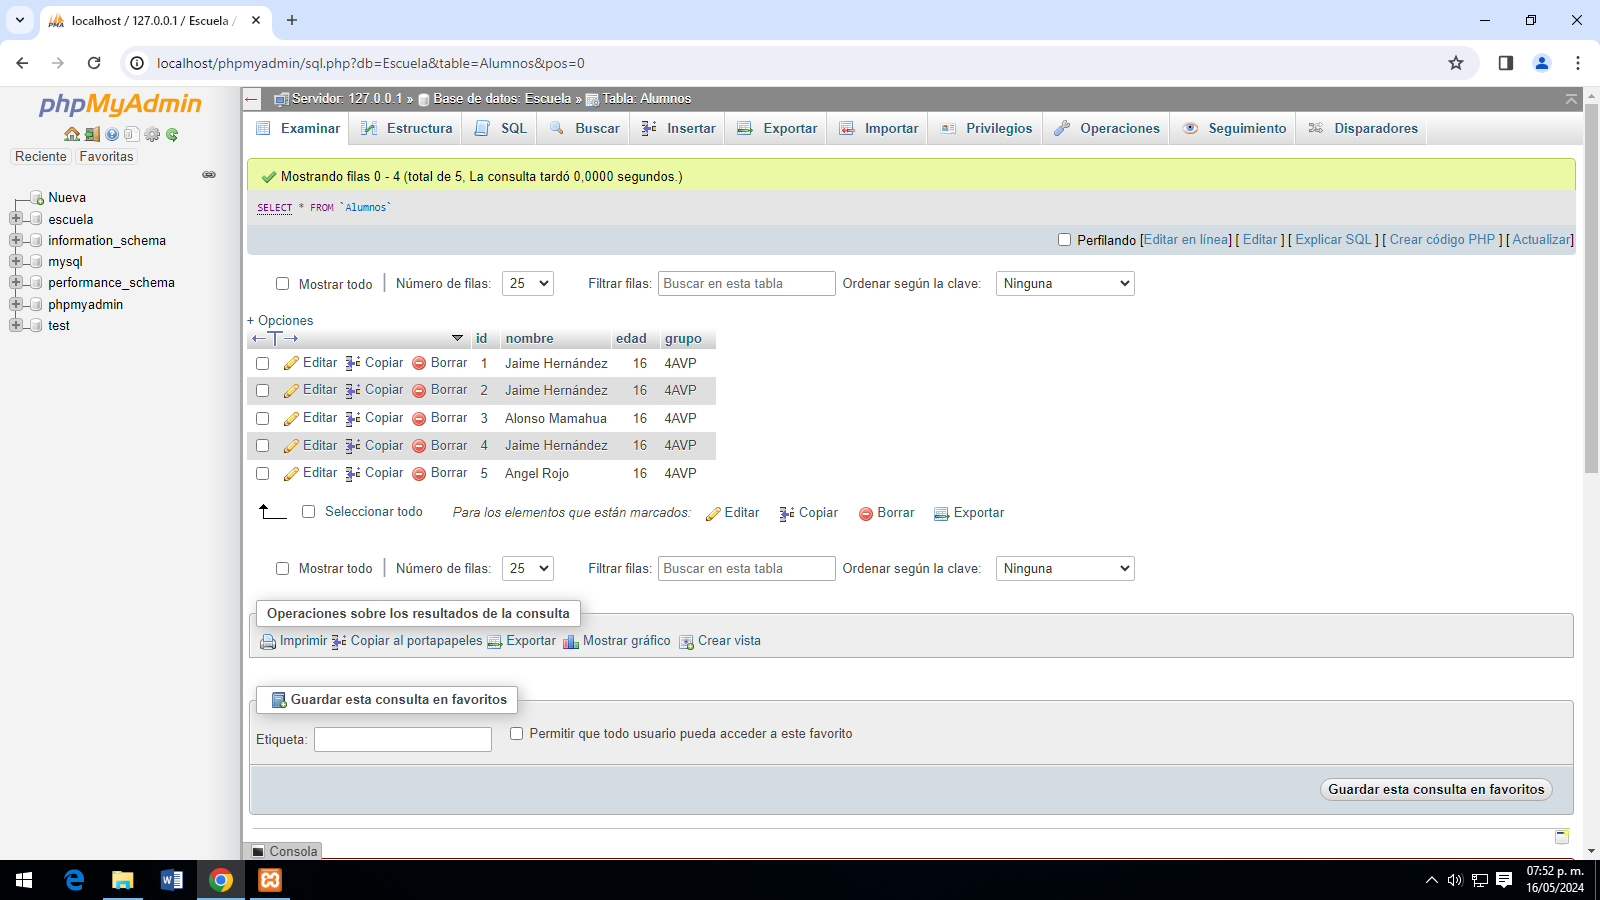 localhost / 127.0.0.1 / Escuela /
localhost/phpmyadmin/sql.php?db=Escuela&table=Alumnos&pos=0
phpMyAdmin
Reciente Favoritas
Nueva
escuela
information_schema
mysql
performance_schema
phpmyadmin
test
Servidor: 127.0.0.1 » Base de datos: Escuela » Tabla: Alumnos
Examinar Estructura SQL Buscar Insertar Exportar Importar Privilegios Operaciones Seguimiento Disparadores
Mostrando filas 0 - 4 (total de 5, La consulta tardó 0,0000 segundos.)
SELECT * FROM `Alumnos`
Perfilando [Editar en línea] [ Editar ] [ Explicar SQL ] [ Crear código PHP ] [ Actualizar]
Mostrar todo | Número de filas: 25 Filtrar filas: Buscar en esta tabla Ordenar según la clave: Ninguna
+ Opciones
←T→ id nombre edad grupo
Editar Copiar Borrar 1 Jaime Hernández 16 4AVP
Editar Copiar Borrar 2 Jaime Hernández 16 4AVP
Editar Copiar Borrar 3 Alonso Mamahua 16 4AVP
Editar Copiar Borrar 4 Jaime Hernández 16 4AVP
Editar Copiar Borrar 5 Angel Rojo 16 4AVP
Seleccionar todo Para los elementos que están marcados: Editar Copiar Borrar Exportar
Mostrar todo | Número de filas: 25 Filtrar filas: Buscar en esta tabla Ordenar según la clave: Ninguna
Operaciones sobre los resultados de la consulta
Imprimir Copiar al portapapeles Exportar Mostrar gráfico Crear vista
Guardar esta consulta en favoritos
Etiqueta: Permitir que todo usuario pueda acceder a este favorito
Guardar esta consulta en favoritos
Consola
07:52 p. m.
16/05/2024